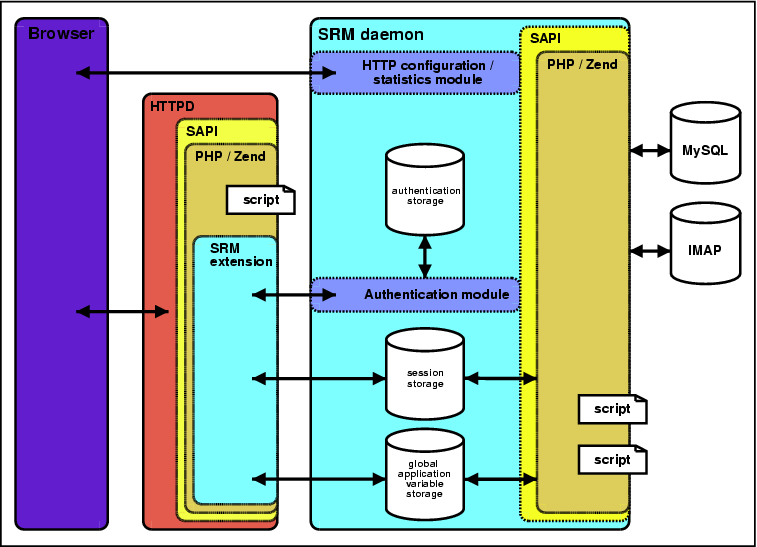 Browser
SRM daemon
SAPI
PHP / Zend
HTTP configuration /
statistics module
HTTPD
SAPI
PHP / Zend
script
SRM
extension
authentication
storage
MySQL
IMAP
Authentication module
session
storage
script
script
global
application
variable
storage